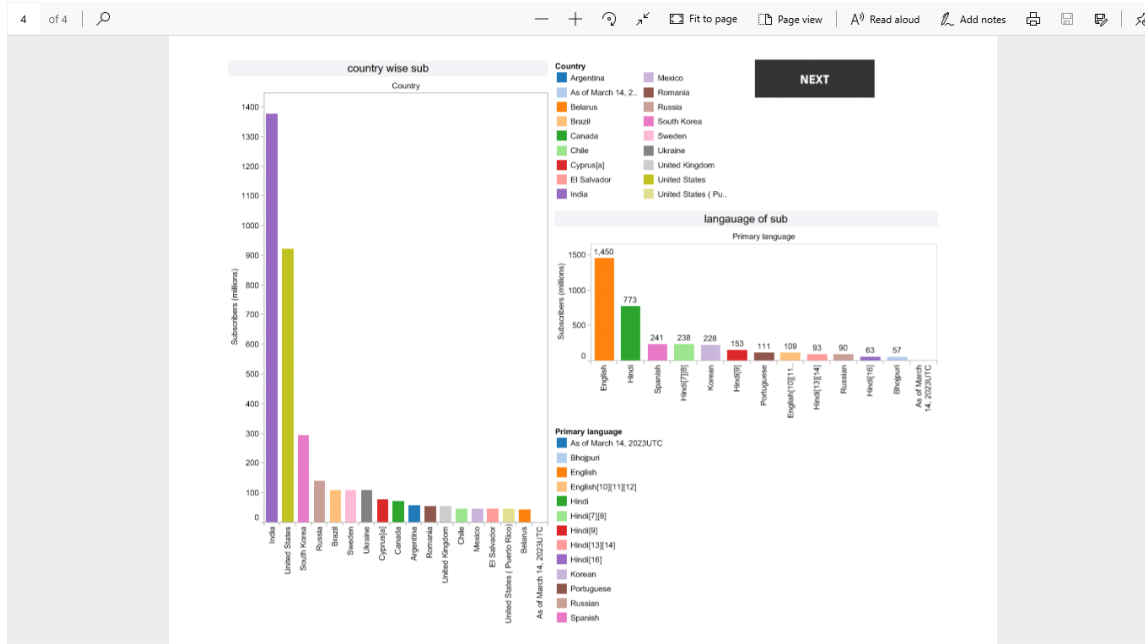 4 of 4
Fit to page
Page view
Read aloud
Add notes
country wise sub
Country
1400
1300
1200
1100
1000
900
800
700
600
500
400
300
200
100
0
Subscribers (millions)
India
United States
South Korea
Russia
Brazil
Sweden
Ukraine
Cyprus[a]
Canada
Argentina
Romania
United Kingdom
Chile
Mexico
El Salvador
United States ( Puerto Rico)
Belarus
As of March 14, 2023UTC
Country
Argentina
As of March 14, 2..
Belarus
Brazil
Canada
Chile
Cyprus[a]
El Salvador
India
Mexico
Romania
Russia
South Korea
Sweden
Ukraine
United Kingdom
United States
United States ( Pu..
NEXT
langauage of sub
Primary language
1500
1000
500
0
Subscribers (millions)
1,450
773
241
238
228
153
111
109
93
90
63
57
English
Hindi
Spanish
Hindi[7][8]
Korean
Hindi[9]
Portuguese
English[10][11..
Hindi[13][14]
Russian
Hindi[16]
Bhojpuri
As of March
14, 2023UTC
Primary language
As of March 14, 2023UTC
Bhojpuri
English
English[10][11][12]
Hindi
Hindi[7][8]
Hindi[9]
Hindi[13][14]
Hindi[16]
Korean
Portuguese
Russian
Spanish